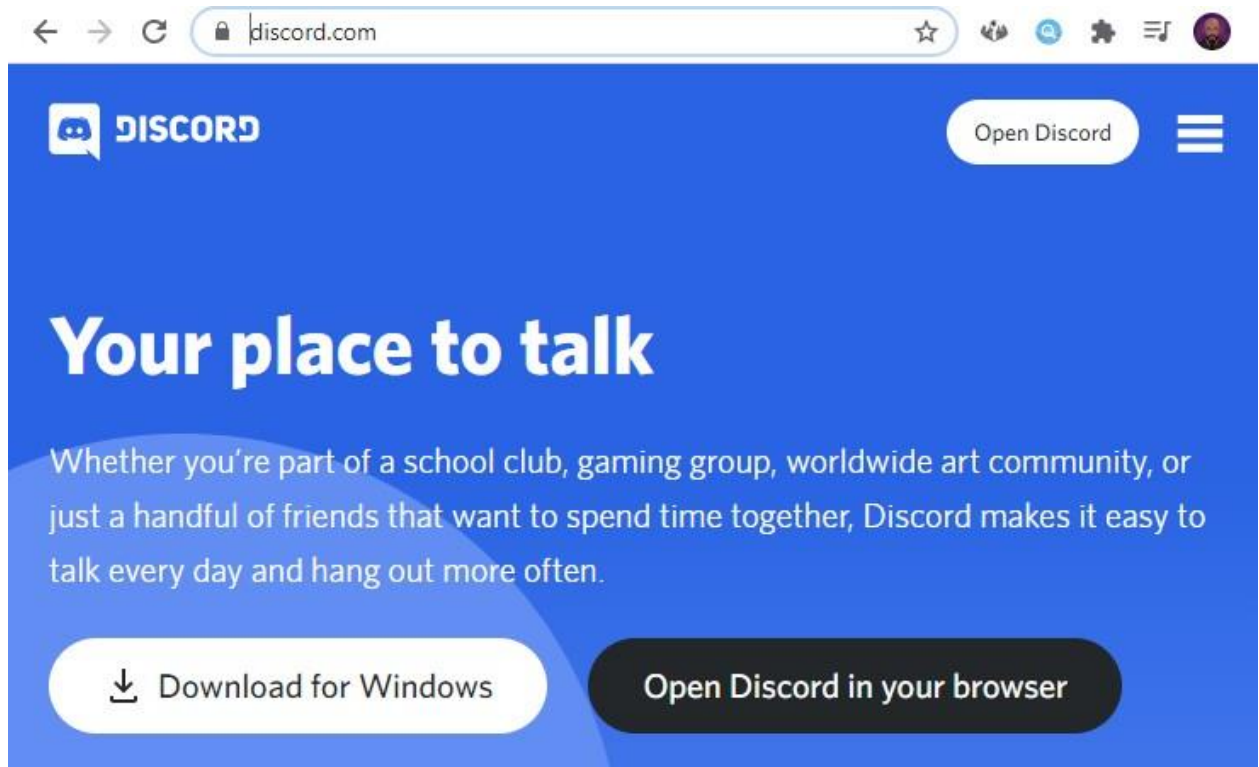 discord.com
DISCORD
Open Discord
Your place to talk
Whether you're part of a school club, gaming group, worldwide art community, or
just a handful of friends that want to spend time together, Discord makes it easy to
talk every day and hang out more often.
Download for Windows
Open Discord in your browser